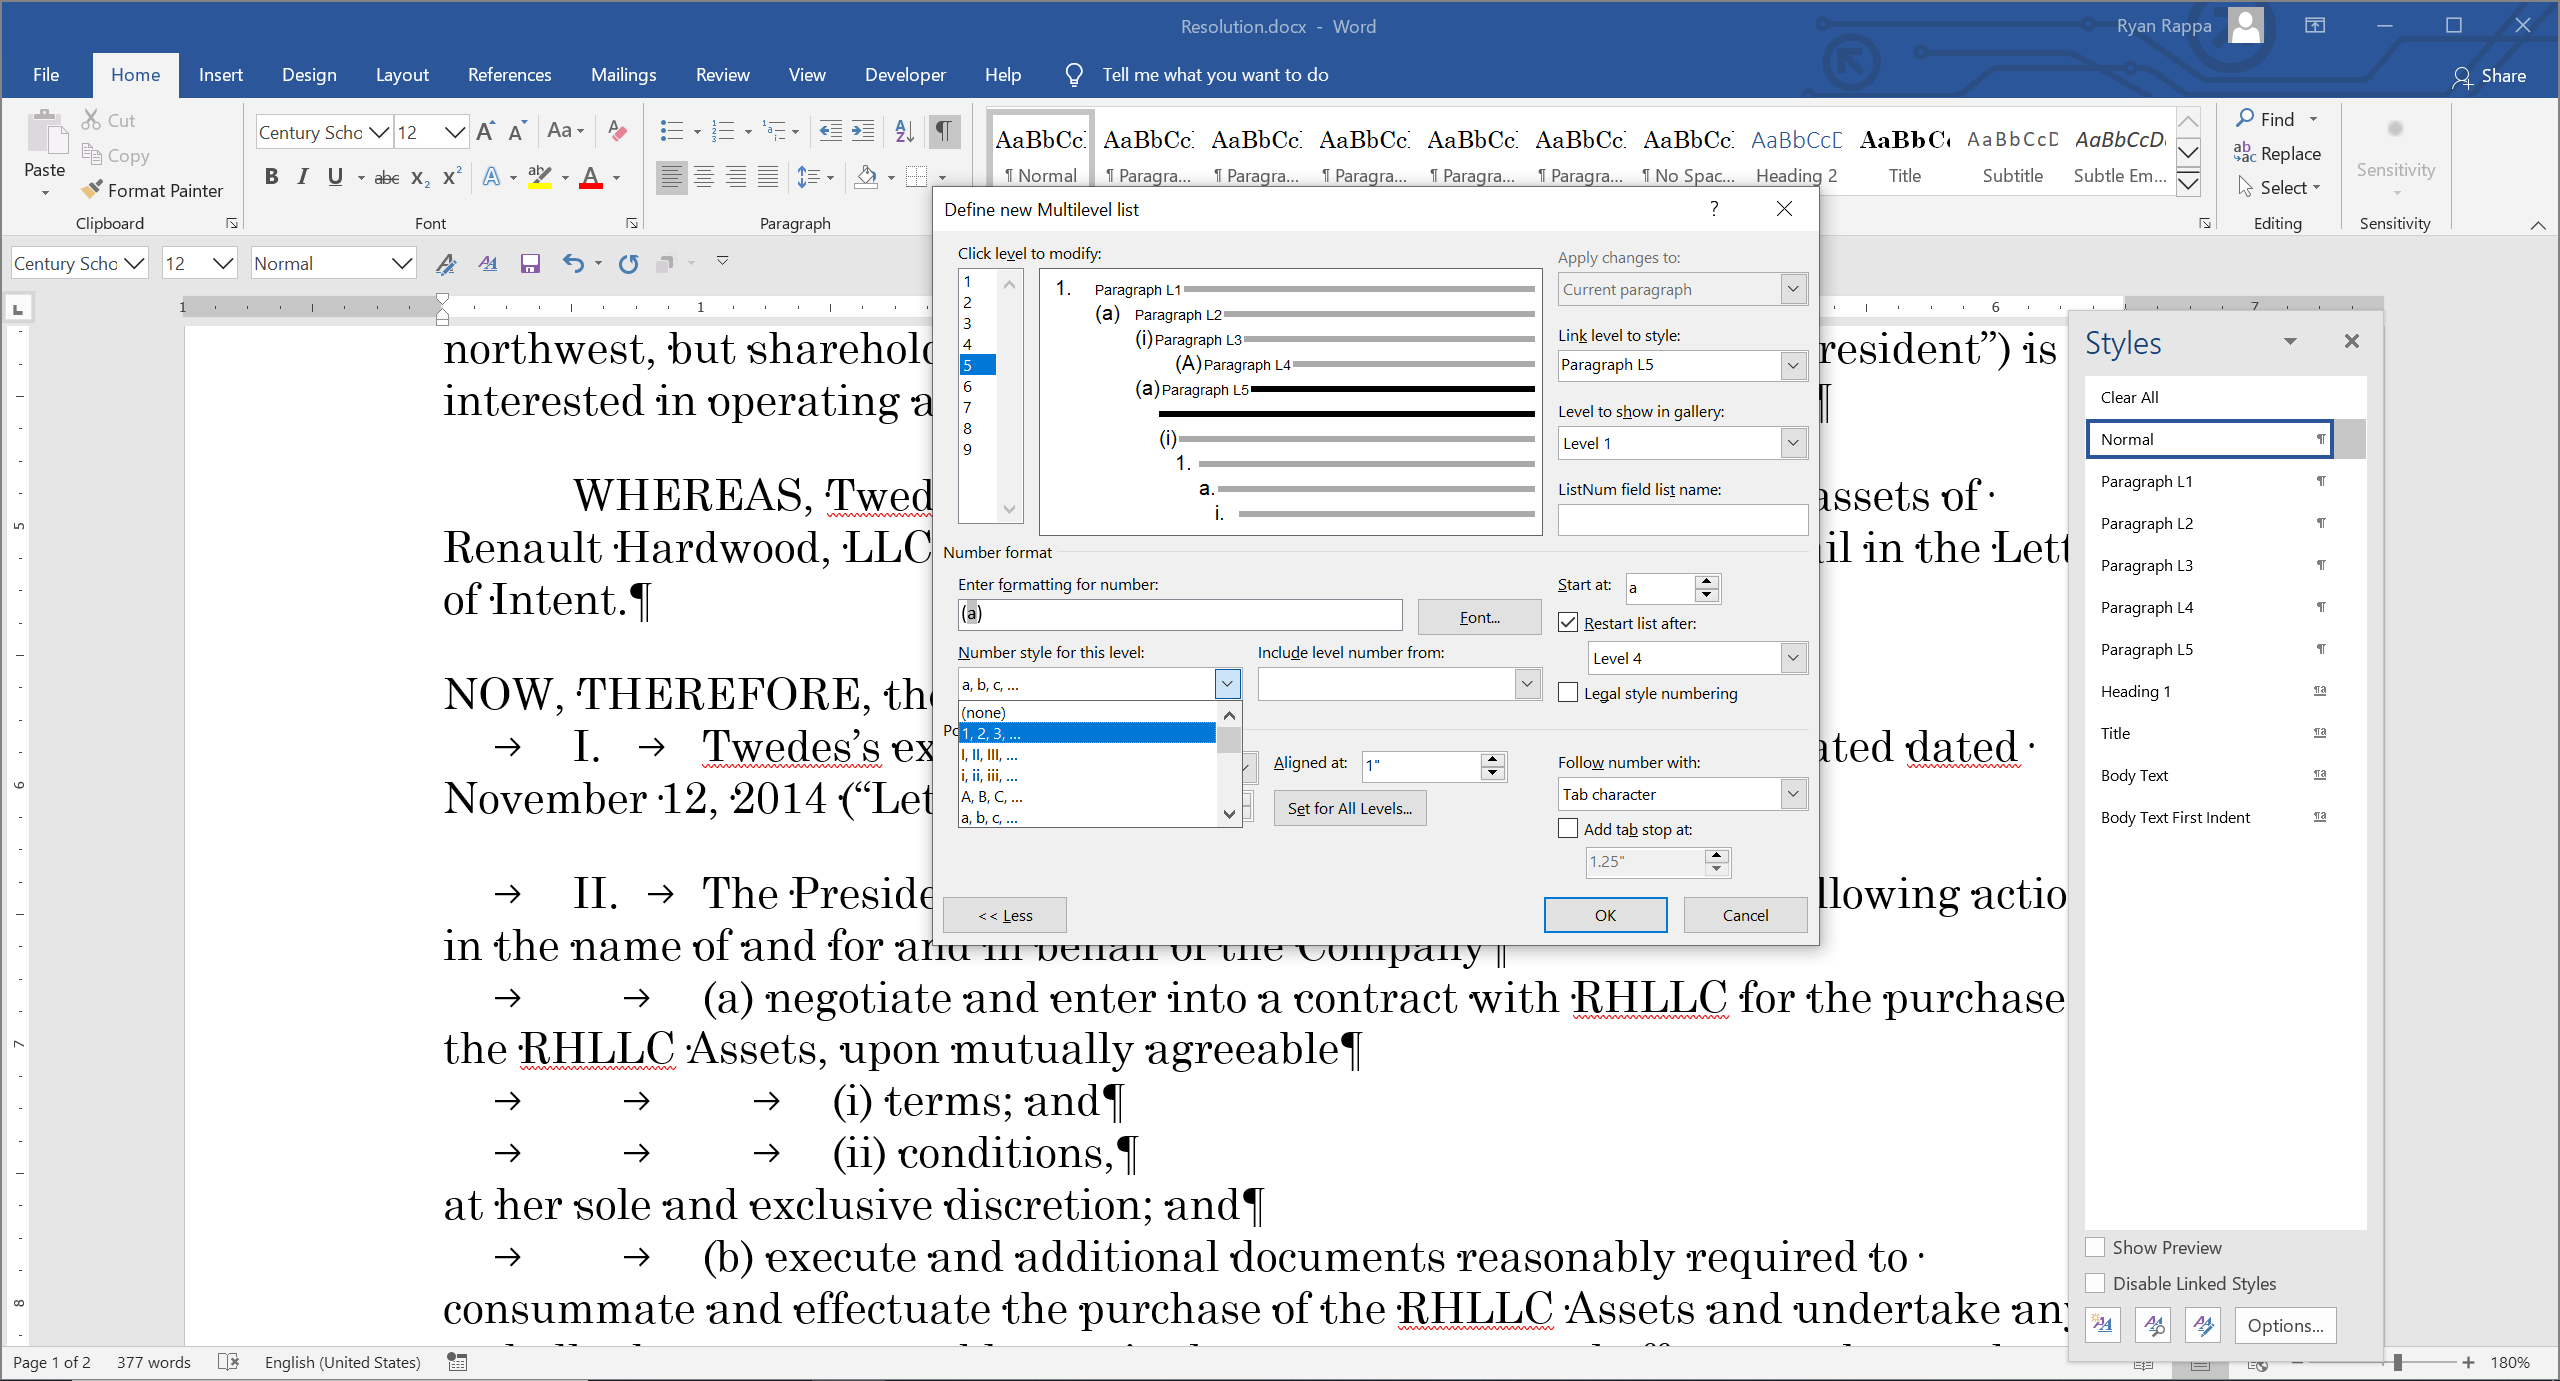 Resolution.docx - Word
Ryan Rappa
File Home Insert Design Layout References Mailings Review View Developer Help Tell me what you want to do
Share
Paste
Cut
Copy
Format Painter
Clipboard
Century Scho 12
Aa
B I U abc x₂ x²
Font
Paragraph
AaBbCc AaBbCc AaBbCc AaBbCc AaBbCc AaBbCc AaBbCc AaBbCcD AaBbCc AaBbCcD AaBbCcD
¶ Normal ¶ Paragra... ¶ Paragra... ¶ Paragra... ¶ Paragra... ¶ Paragra... ¶ No Spac... Heading 2 Title Subtitle Subtle Em...
Find
Replace
Select
Editing
Sensitivity
Sensitivity
Century Scho 12 Normal
1 1 6 7
northwest, but sharehol
resident”) is
interested in operating a
¶
WHEREAS, Twed
assets of
Renault Hardwood, LLC
il in the Lett
of Intent.¶
NOW, THEREFORE, the
I. Twedes’s ex
ated dated
November 12, 2014 (“Let
II. The Preside
llowing actio
in the name of and for and in behalf of the Company¶
(a) negotiate and enter into a contract with RHLLC for the purchase
the RHLLC Assets, upon mutually agreeable¶
(i) terms; and¶
(ii) conditions,¶
at her sole and exclusive discretion; and¶
(b) execute and additional documents reasonably required to
consummate and effectuate the purchase of the RHLLC Assets and undertake any
5
6
7
8
Define new Multilevel list
?
Click level to modify:
1
2
3
4
5
6
7
8
9
1. Paragraph L1
(a) Paragraph L2
(i) Paragraph L3
(A) Paragraph L4
(a) Paragraph L5
(i)
1.
a.
i.
Apply changes to:
Current paragraph
Link level to style:
Paragraph L5
Level to show in gallery:
Level 1
ListNum field list name:
Number format
Enter formatting for number:
(a)
Font...
Start at: a
Restart list after:
Level 4
Legal style numbering
Number style for this level:
a, b, c, ...
(none)
1, 2, 3, ...
I, II, III, ...
i, ii, iii, ...
A, B, C, ...
a, b, c, ...
Include level number from:
Aligned at: 1"
Set for All Levels...
Follow number with:
Tab character
Add tab stop at:
1.25"
<< Less
OK
Cancel
Styles
Clear All
Normal ¶
Paragraph L1 ¶
Paragraph L2 ¶
Paragraph L3 ¶
Paragraph L4 ¶
Paragraph L5 ¶
Heading 1 ¶a
Title ¶a
Body Text ¶a
Body Text First Indent ¶a
Show Preview
Disable Linked Styles
Options...
Page 1 of 2 377 words English (United States)
180%